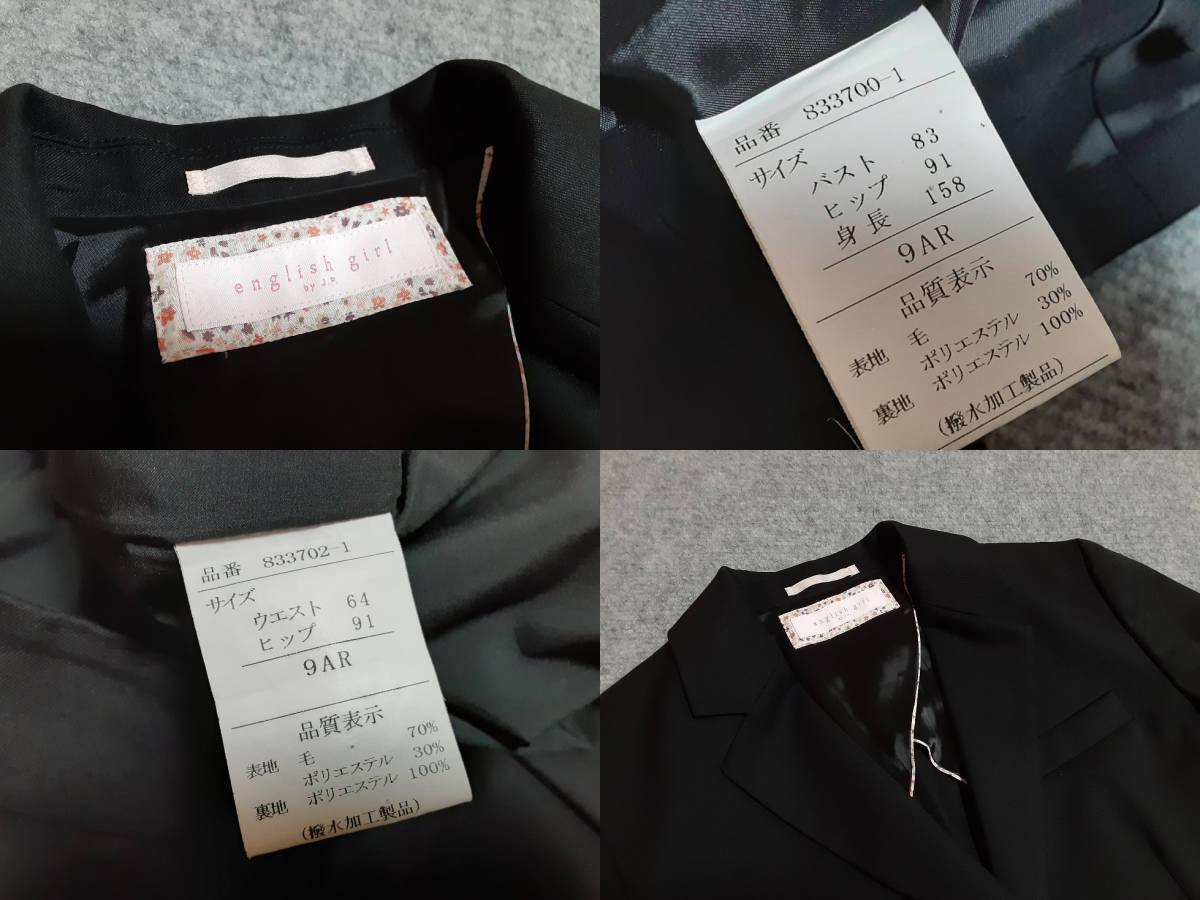 english girl
by J.P.
品番 833700-1
サイズ
バスト 83
ヒップ 91
身長 158
9AR
品質表示
表地 毛 70%
ポリエステル 30%
裏地 ポリエステル 100%
(撥水加工製品)
品番 833702-1
サイズ
ウエスト 64
ヒップ 91
9AR
品質表示
表地 毛 70%
ポリエステル 30%
裏地 ポリエステル 100%
(撥水加工製品)
english girl